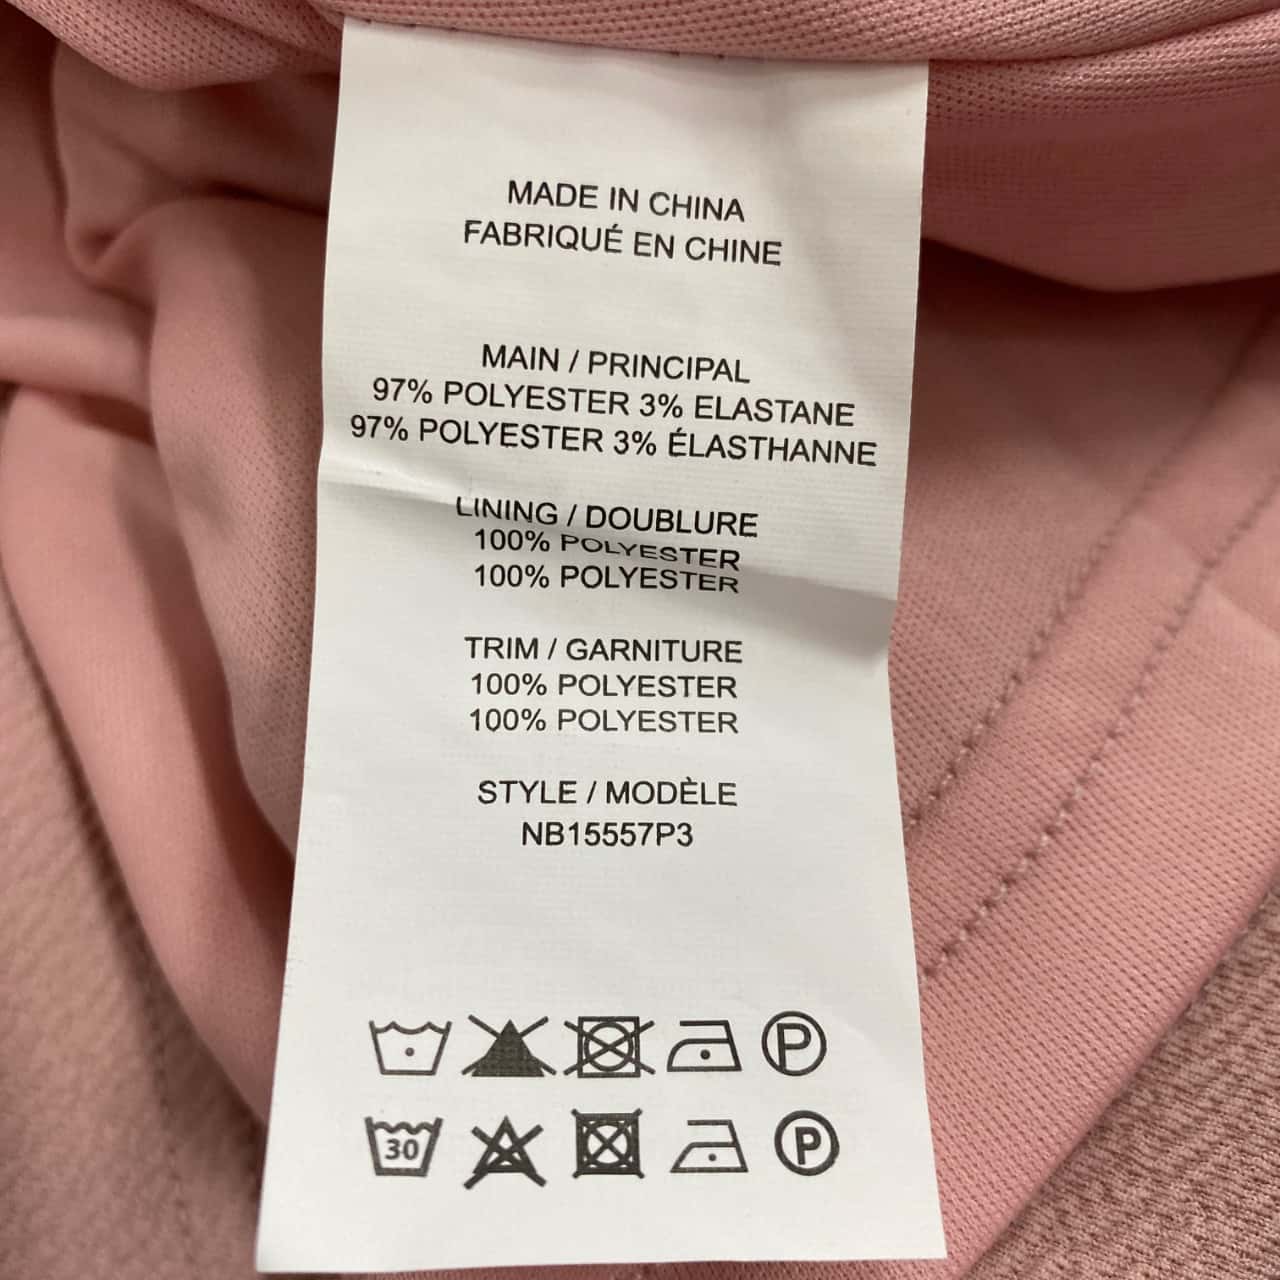 MADE IN CHINA
FABRIQUÉ EN CHINE
MAIN / PRINCIPAL
97% POLYESTER 3% ELASTANE
97% POLYESTER 3% ÉLASTHANNE
LINING / DOUBLURE
100% POLYESTER
100% POLYESTER
TRIM / GARNITURE
100% POLYESTER
100% POLYESTER
STYLE / MODÈLE
NB15557P3
P
30 P